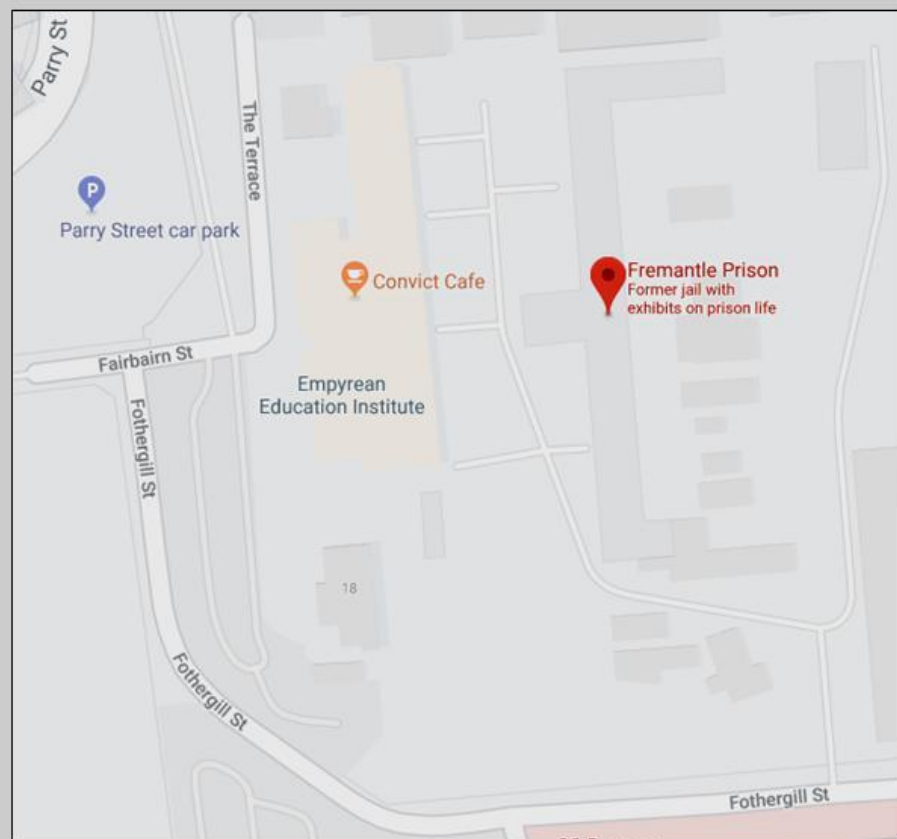 Parry St
The Terrace
P
Parry Street car park
Convict Cafe
Fremantle Prison
Former jail with
exhibits on prison life
Fairbairn St
Empyrean
Education Institute
Fothergill St
18
Fothergill St
Fothergill St